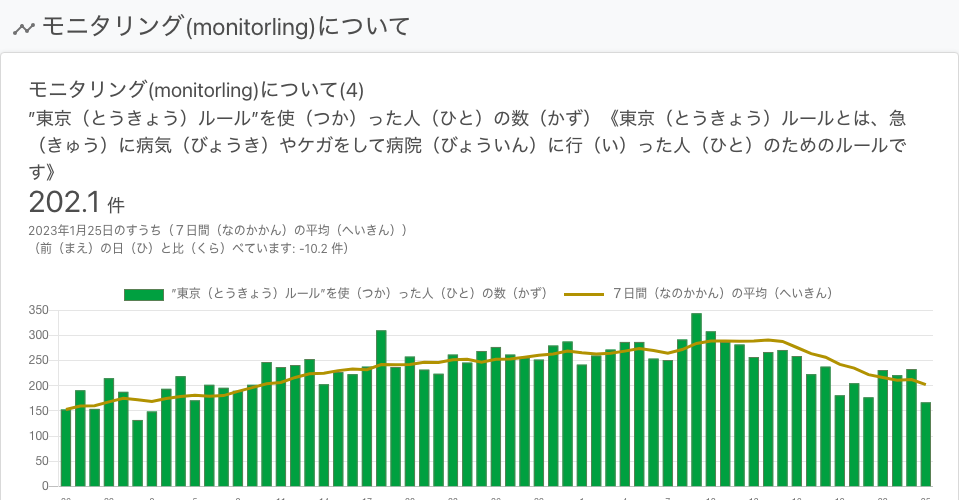 モニタリング(monitorling)について
モニタリング(monitorling)について(4)
”東京（とうきょう）ルール”を使（つか）った人（ひと）の数（かず）《東京（とうきょう）ルールとは、急
（きゅう）に病気（びょうき）やケガをして病院（びょういん）に行（い）った人（ひと）のためのルールで
す》
202.1 件
2023年1月25日のすうち（７日間（なのかかん）の平均（へいきん））
（前（まえ）の日（ひ）と比（くら）べています: -10.2 件）
”東京（とうきょう）ルール”を使（つか）った人（ひと）の数（かず） ７日間（なのかかん）の平均（へいきん）
350
300
250
200
150
100
50
0